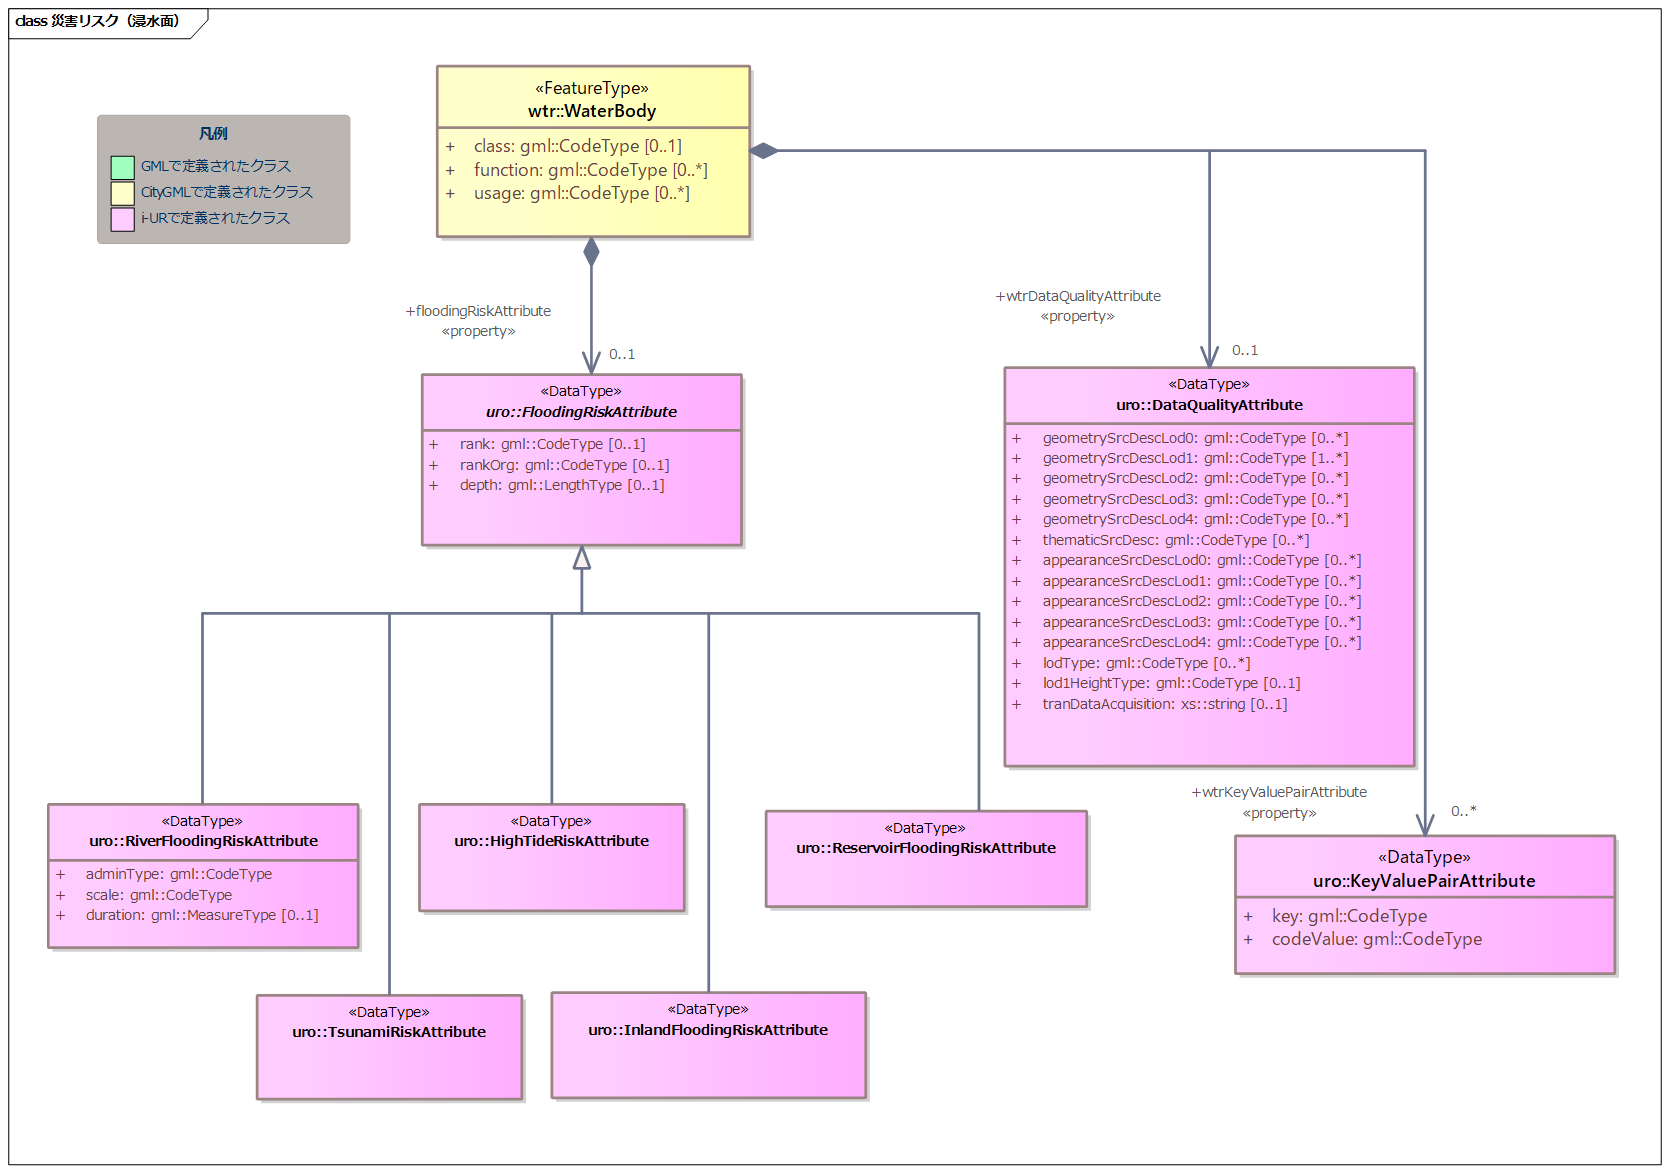 class 災害リスク（浸水面）
凡例
GMLで定義されたクラス
CityGMLで定義されたクラス
i-URで定義されたクラス
«FeatureType»
wtr::WaterBody
+ class: gml::CodeType [0..1]
+ function: gml::CodeType [0..*]
+ usage: gml::CodeType [0..*]
+floodingRiskAttribute
«property»
0..1
+wtrDataQualityAttribute
«property»
0..1
«DataType»
uro::FloodingRiskAttribute
+ rank: gml::CodeType [0..1]
+ rankOrg: gml::CodeType [0..1]
+ depth: gml::LengthType [0..1]
«DataType»
uro::DataQualityAttribute
+ geometrySrcDescLod0: gml::CodeType [0..*]
+ geometrySrcDescLod1: gml::CodeType [1..*]
+ geometrySrcDescLod2: gml::CodeType [0..*]
+ geometrySrcDescLod3: gml::CodeType [0..*]
+ geometrySrcDescLod4: gml::CodeType [0..*]
+ thematicSrcDesc: gml::CodeType [0..*]
+ appearanceSrcDescLod0: gml::CodeType [0..*]
+ appearanceSrcDescLod1: gml::CodeType [0..*]
+ appearanceSrcDescLod2: gml::CodeType [0..*]
+ appearanceSrcDescLod3: gml::CodeType [0..*]
+ appearanceSrcDescLod4: gml::CodeType [0..*]
+ lodType: gml::CodeType [0..*]
+ lod1HeightType: gml::CodeType [0..1]
+ tranDataAcquisition: xs::string [0..1]
+wtrKeyValuePairAttribute
«property»
0..*
«DataType»
uro::RiverFloodingRiskAttribute
+ adminType: gml::CodeType
+ scale: gml::CodeType
+ duration: gml::MeasureType [0..1]
«DataType»
uro::HighTideRiskAttribute
«DataType»
uro::ReservoirFloodingRiskAttribute
«DataType»
uro::KeyValuePairAttribute
+ key: gml::CodeType
+ codeValue: gml::CodeType
«DataType»
uro::TsunamiRiskAttribute
«DataType»
uro::InlandFloodingRiskAttribute